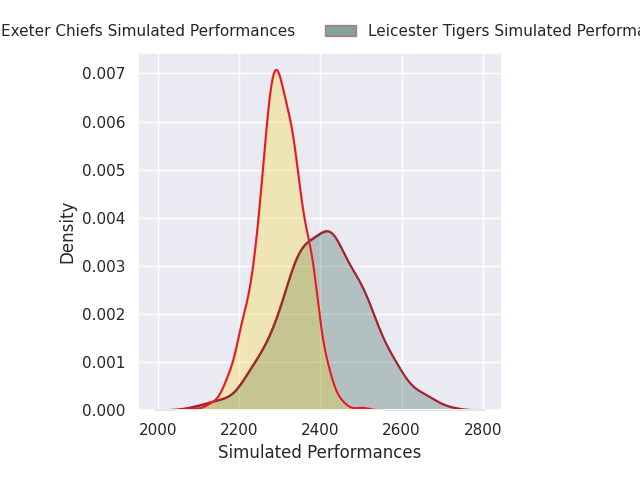 Exeter Chiefs Simulated Performances
Leicester Tigers Simulated Performa
0.007
0.006
0.005
0.004
0.003
0.002
0.001
0.000
Density
2000 2200 2400 2600 2800
Simulated Performances